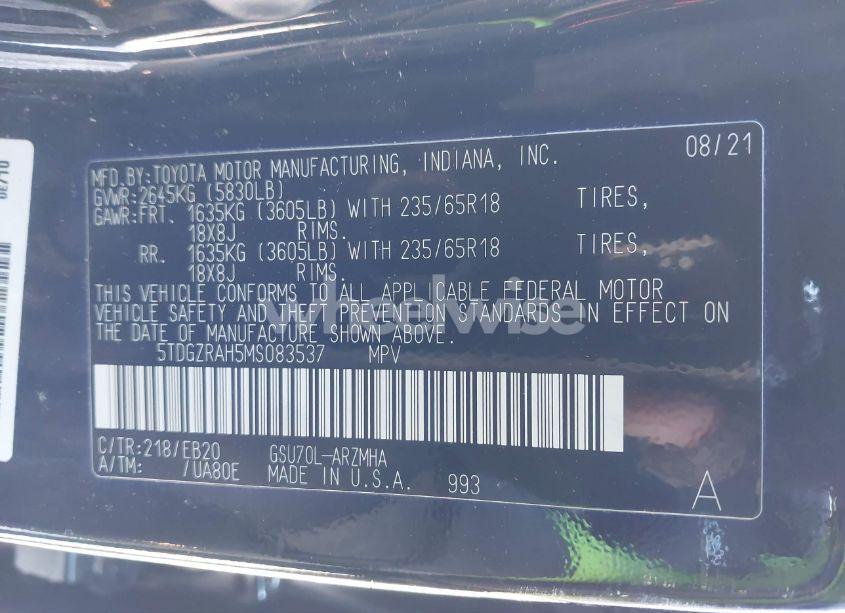 MFD.BY:TOYOTA MOTOR MANUFACTURING, INDIANA, INC. 08/21
GVWR:2645KG (5830LB)
GAWR:FRT. 1635KG (3605LB) WITH 235/65R18 TIRES,
18X8J RIMS.
RR. 1635KG (3605LB) WITH 235/65R18 TIRES,
18X8J RIMS.
THIS VEHICLE CONFORMS TO ALL APPLICABLE FEDERAL MOTOR
VEHICLE SAFETY AND THEFT PREVENTION STANDARDS IN EFFECT ON
THE DATE OF MANUFACTURE SHOWN ABOVE.
5TDGZRAH5MS083537 MPV
C/TR:218/EB20 GSU70L-ARZMHA
A/TM: /UA80E MADE IN U.S.A. 993 A
wheelwise